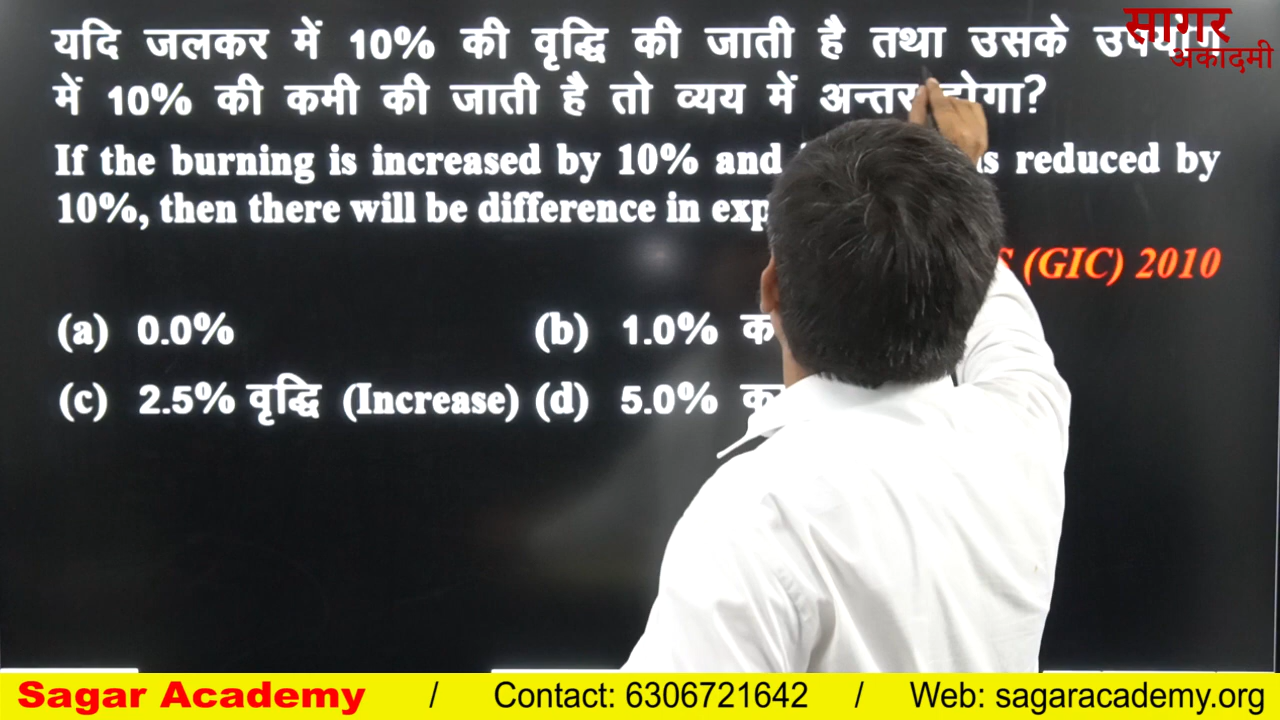 सागर
अकादमी
यदि जलकर में 10% की वृद्धि की जाती है तथा उसके
में 10% की कमी की जाती है तो व्यय में अन्तर होगा?
If the burning is increased by 10% and reduced by
10%, then there will be difference in
(GIC) 2010
(a) 0.0% (b) 1.0%
(c) 2.5% वृद्धि (Increase) (d) 5.0%
Sagar Academy / Contact: 6306721642 / Web: sagaracademy.org